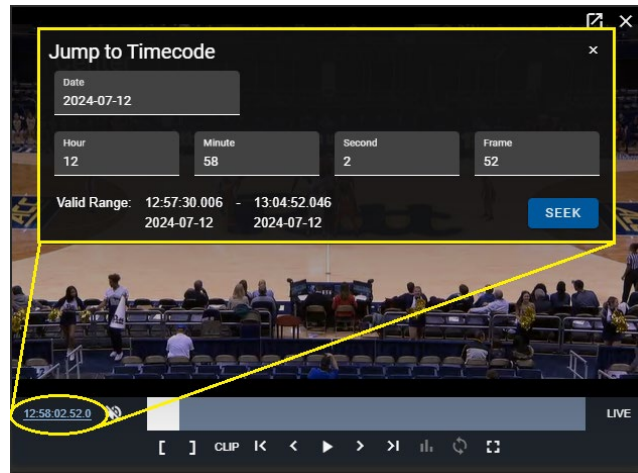 Jump to Timecode
Date
2024-07-12
Hour Minute Second Frame
12 58 2 52
Valid Range: 12:57:30.006 - 13:04:52.046
2024-07-12 2024-07-12
SEEK
12:58:02.52.0
LIVE
[ ] CLIP